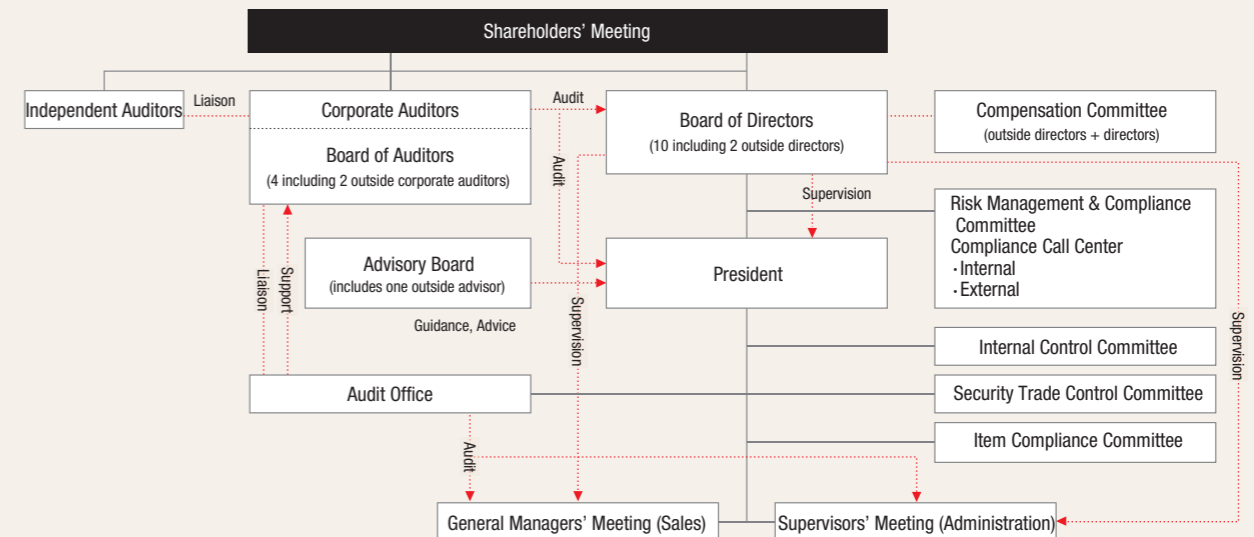 Shareholders’ Meeting
Independent Auditors
Liaison
Corporate Auditors
Audit
Board of Directors
(10 including 2 outside directors)
Compensation Committee
(outside directors + directors)
Board of Auditors
(4 including 2 outside corporate auditors)
Audit
Supervision
Risk Management & Compliance
Committee
Compliance Call Center
・Internal
・External
Advisory Board
(includes one outside advisor)
President
Liaison
Support
Guidance, Advice
Supervision
Supervision
Internal Control Committee
Audit Office
Security Trade Control Committee
Item Compliance Committee
Audit
General Managers’ Meeting (Sales)
Supervisors’ Meeting (Administration)